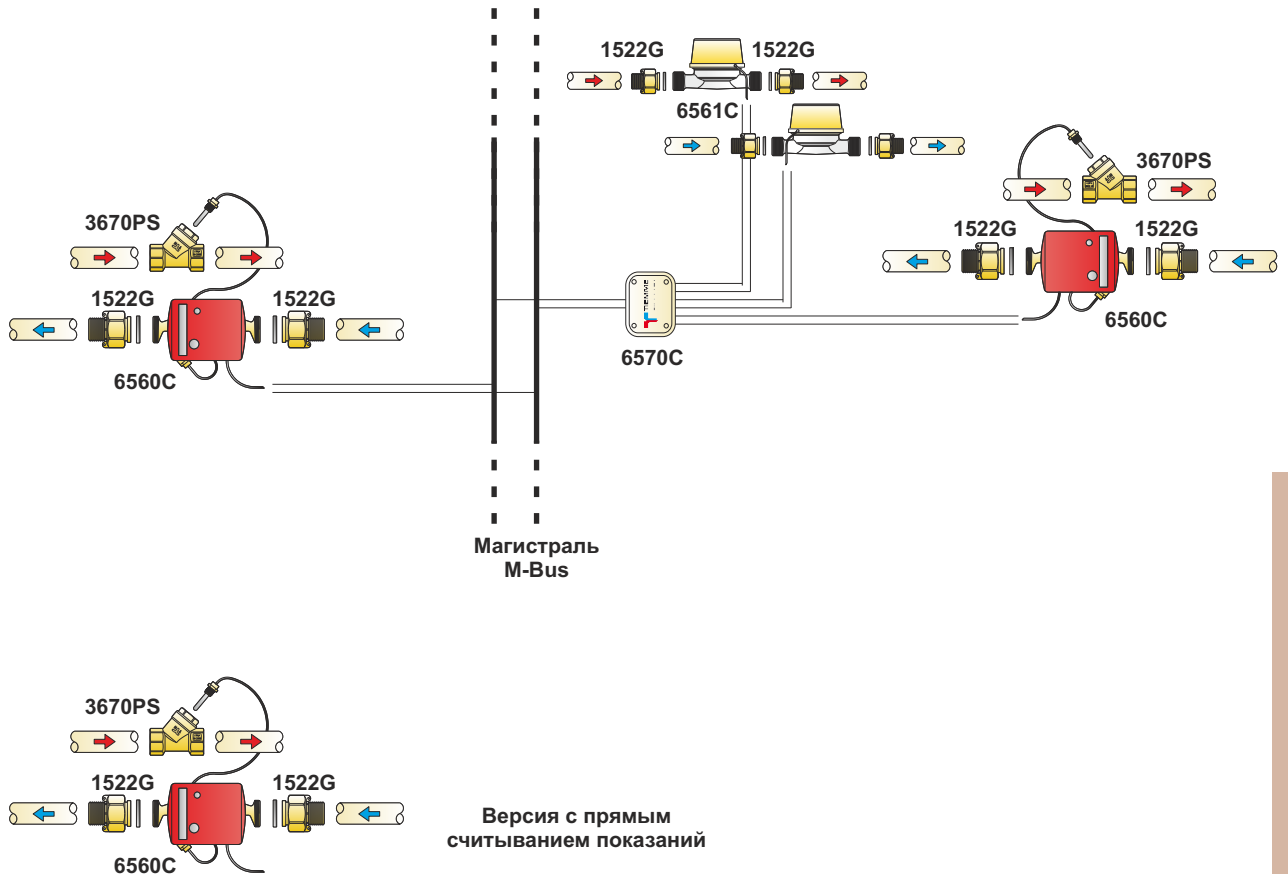 1522G
1522G
6561C
3670PS
1522G
1522G
6560C
3670PS
1522G
1522G
6560C
TIEMME
6570C
Магистраль
M-Bus
3670PS
1522G
1522G
6560C
Версия с прямым
считыванием показаний